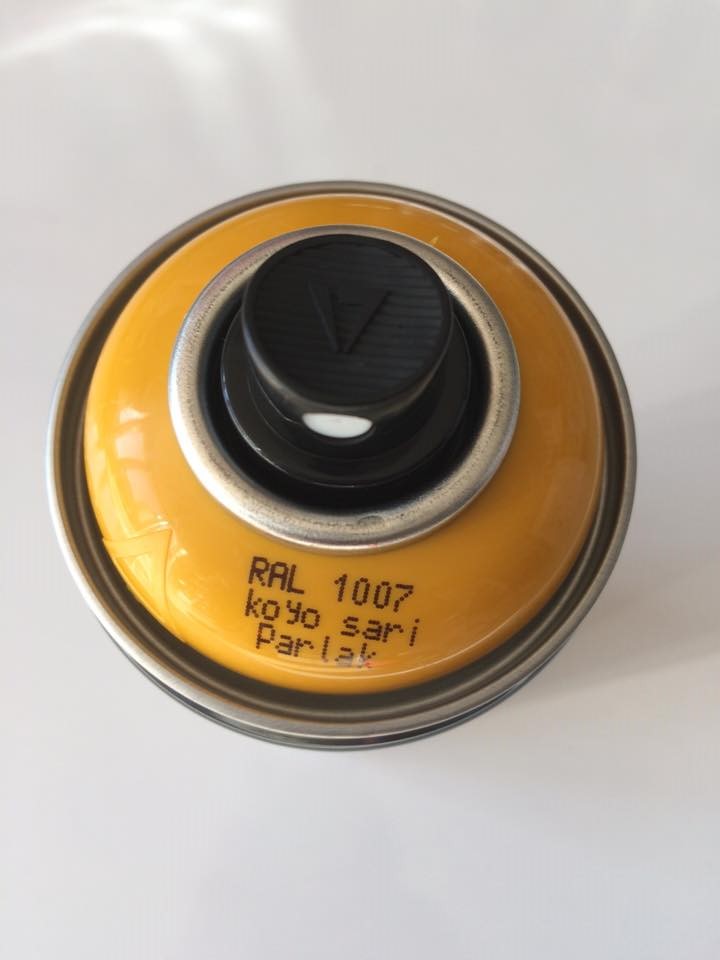 RAL 1007
koyo sari
Parlak